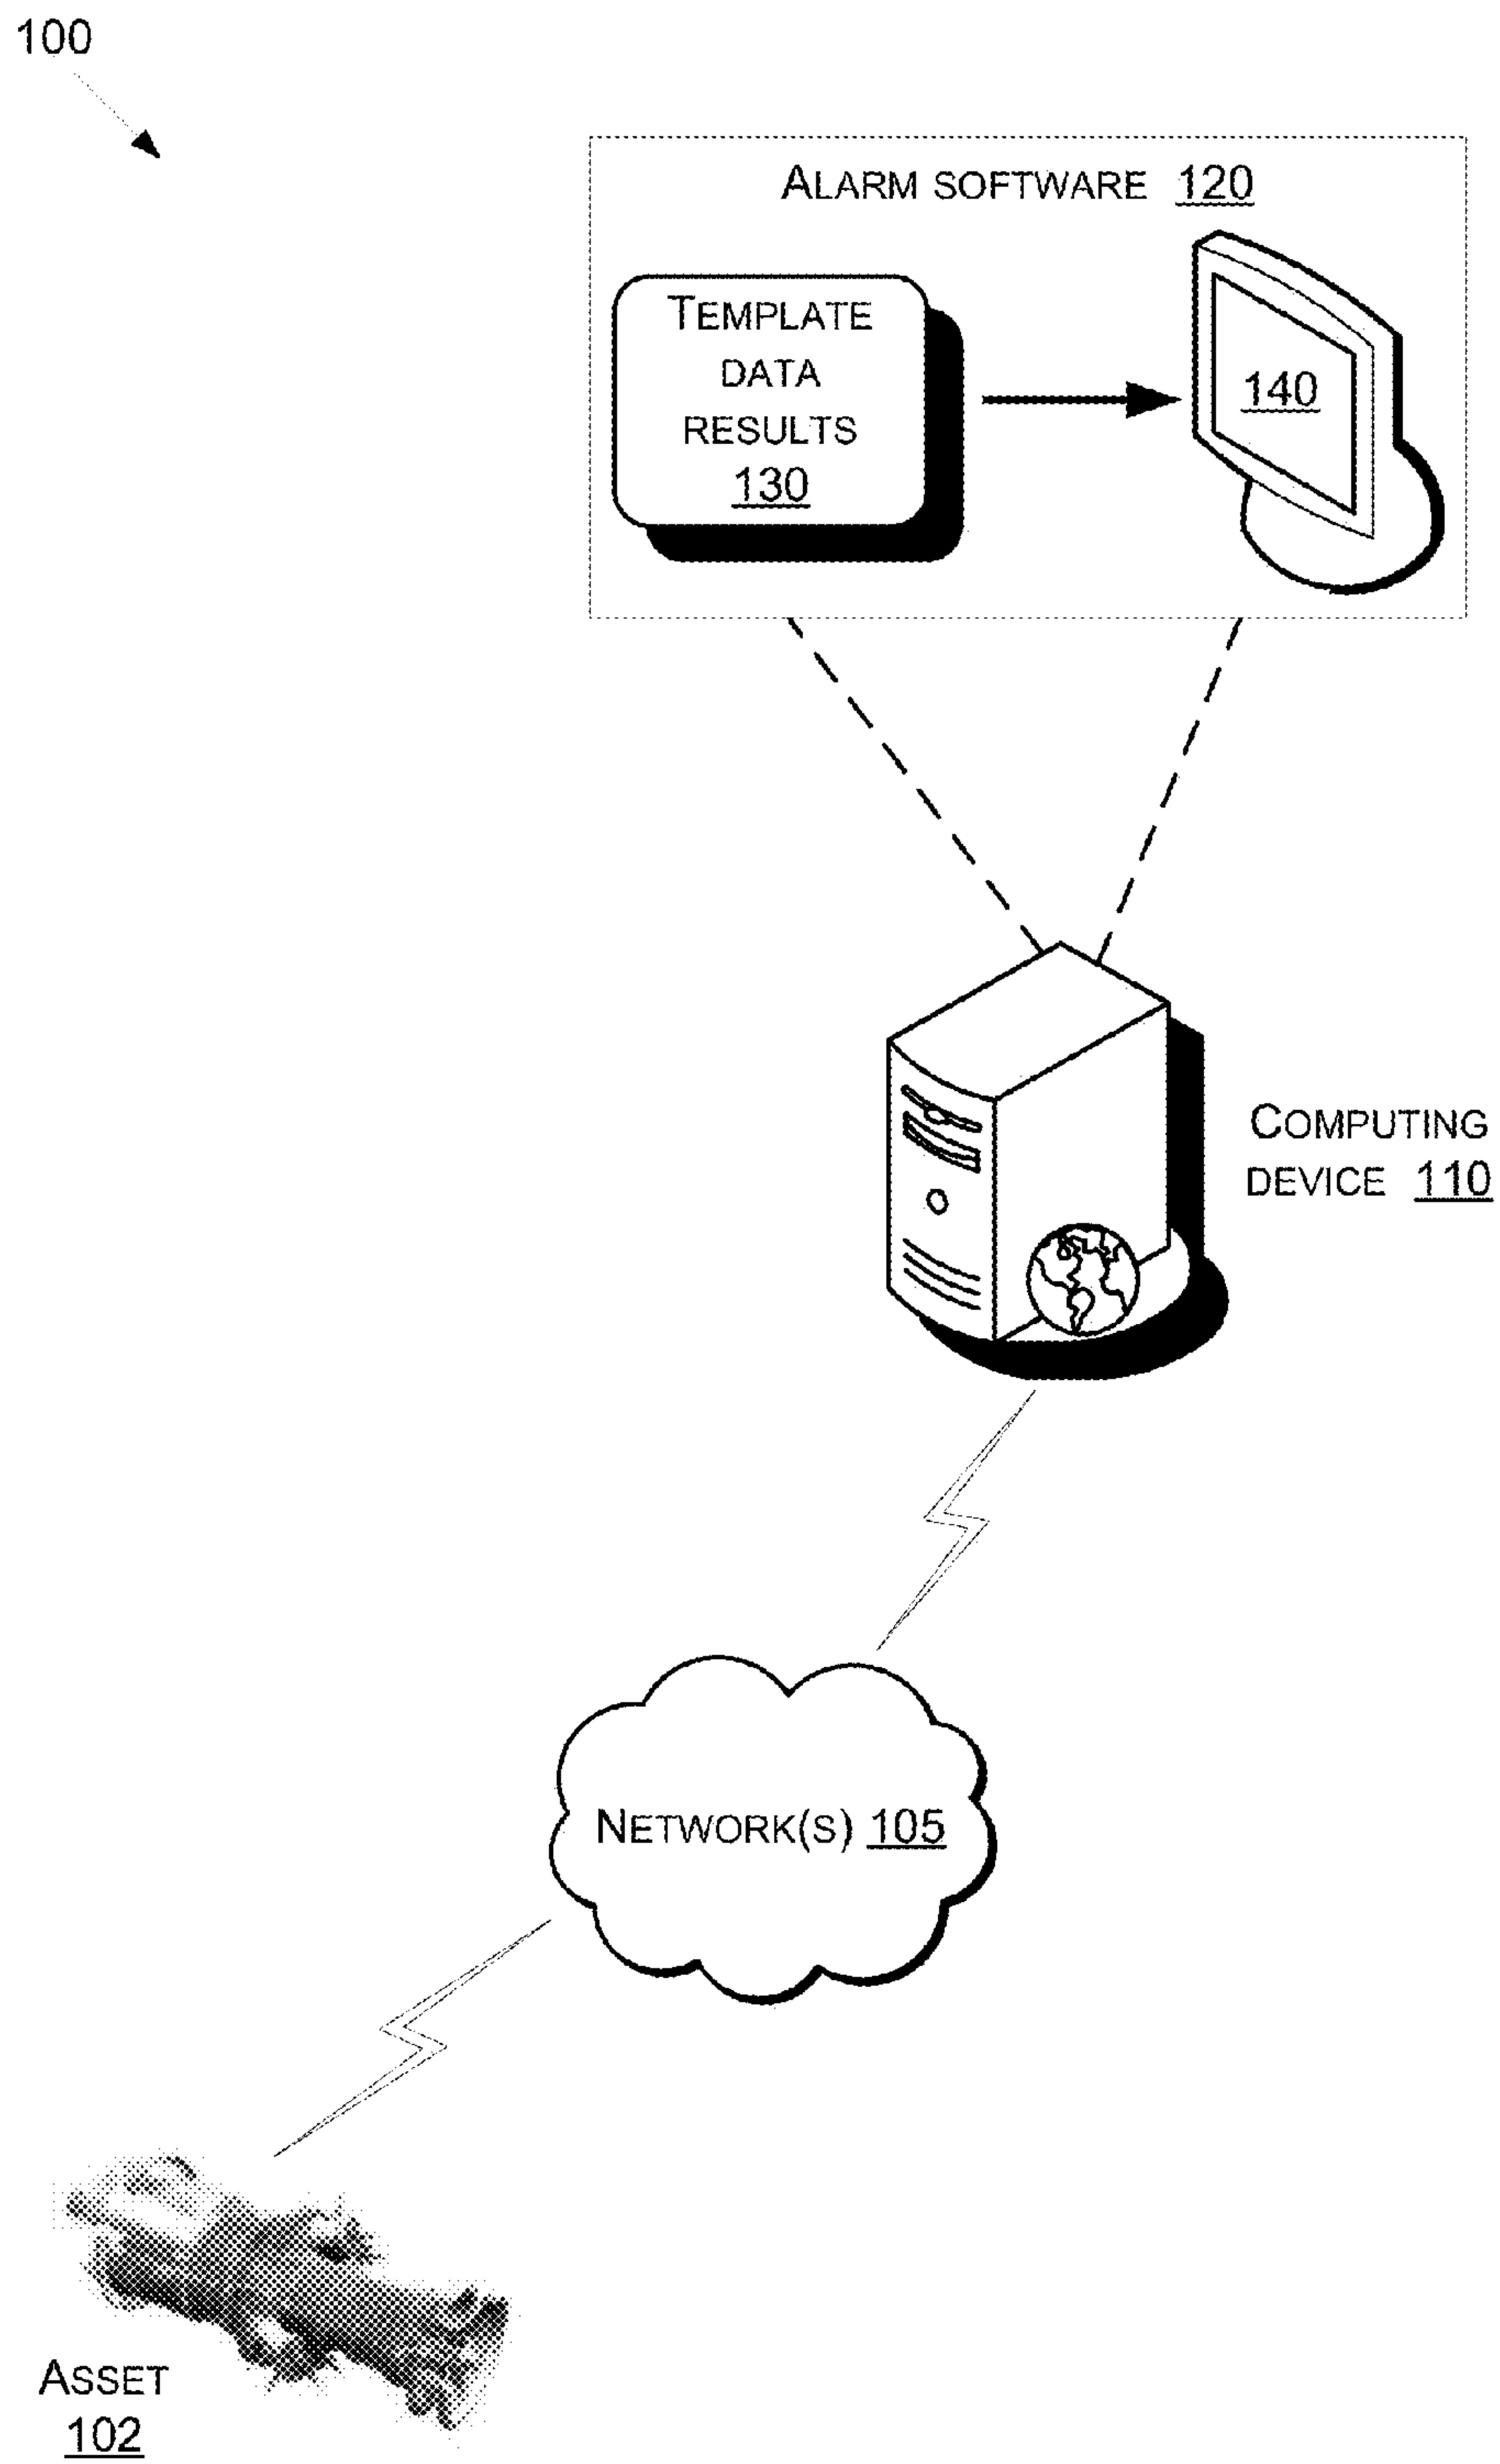 100
ALARM SOFTWARE 120
TEMPLATE
DATA
RESULTS
130
140
COMPUTING
DEVICE 110
NETWORK(S) 105
ASSET
102